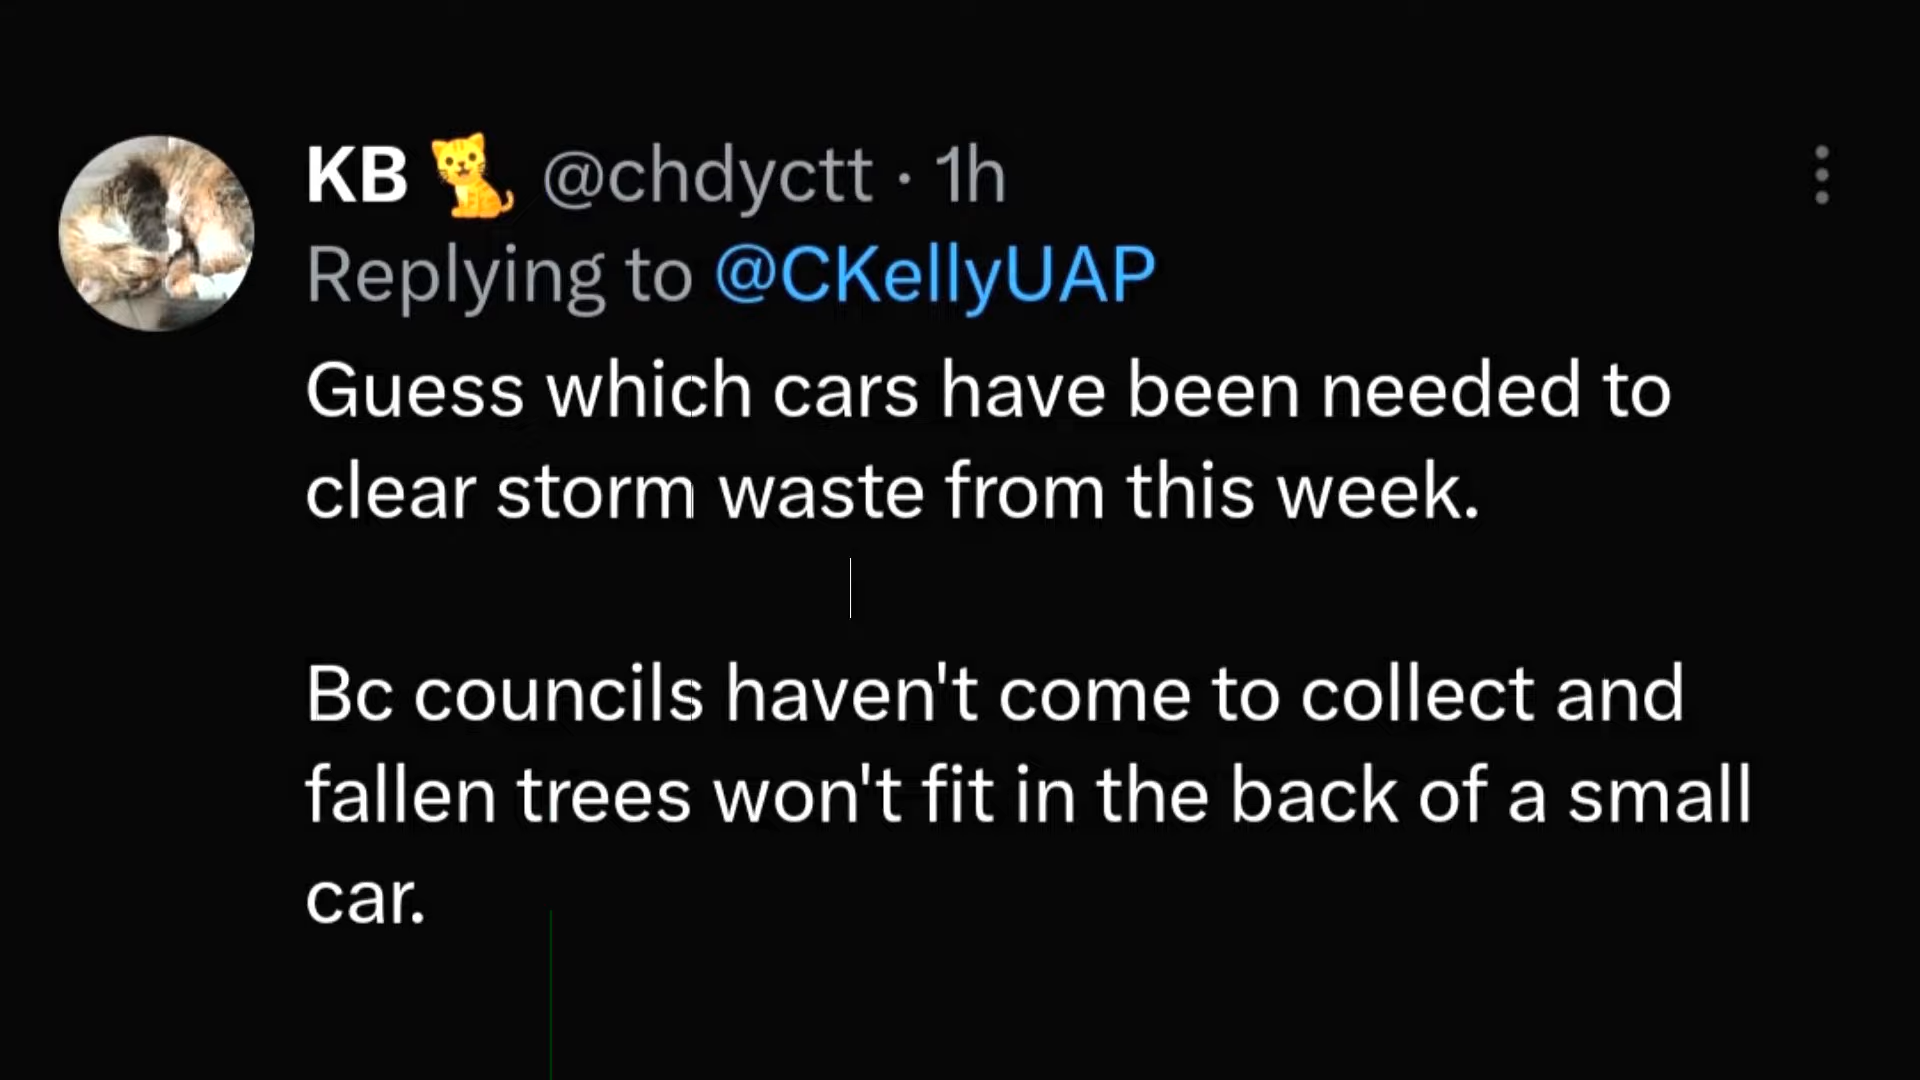 KB 🐈 @chdyctt · 1h
Replying to @CKellyUAP
Guess which cars have been needed to
clear storm waste from this week.
Bc councils haven't come to collect and
fallen trees won't fit in the back of a small
car.